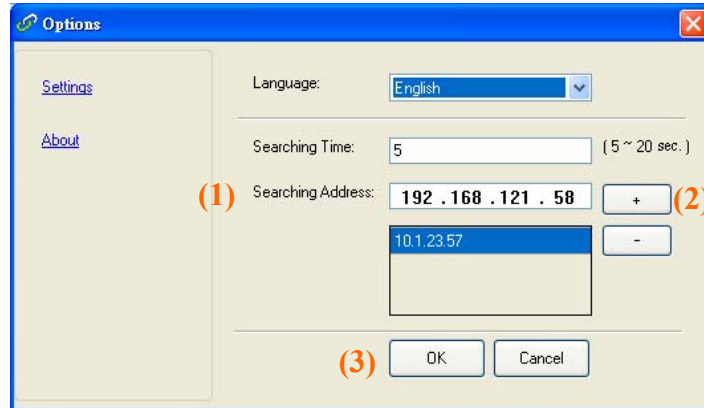 Options
Settings
About
Language: English
Searching Time: 5 ( 5 ~ 20 sec. )
(1) Searching Address: 192 . 168 . 121 . 58 + (2)
10.1.23.57 -
(3) OK Cancel